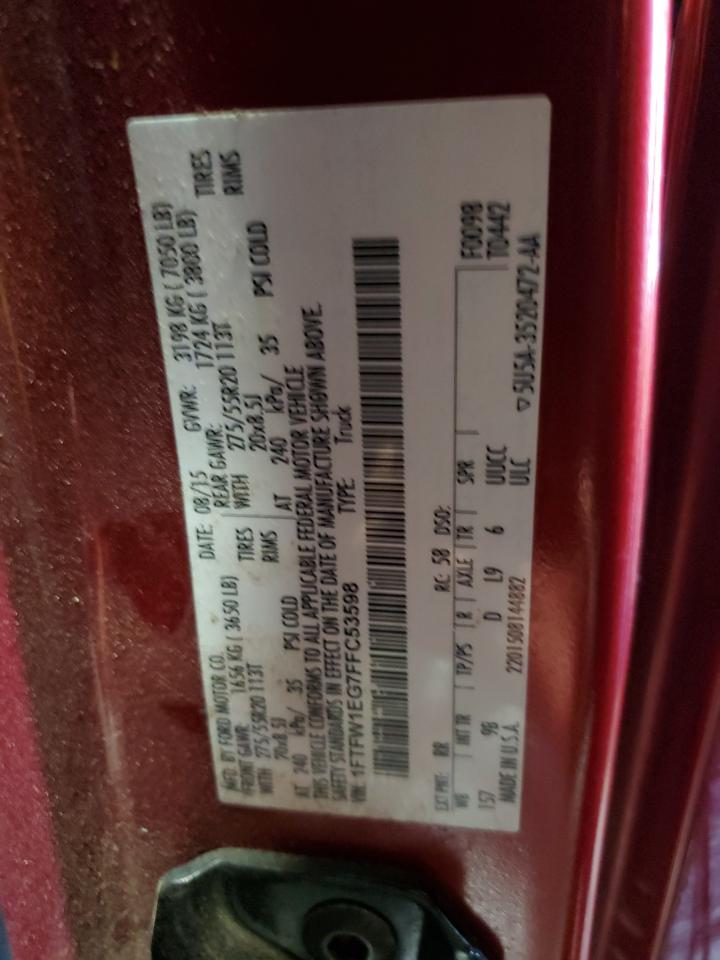 MFD. BY FORD MOTOR CO.
DATE: 08/15 GVWR: 3198 KG ( 7050 LB)
FRONT GAWR: 1656 KG ( 3650 LB) REAR GAWR: 1724 KG ( 3800 LB)
WITH 275/55R20 113T TIRES WITH 275/55R20 113T TIRES
20x8.5J RIMS 20x8.5J RIMS
AT 240 kPa/ 35 PSI COLD AT 240 kPa/ 35 PSI COLD
THIS VEHICLE CONFORMS TO ALL APPLICABLE FEDERAL MOTOR VEHICLE
SAFETY STANDARDS IN EFFECT ON THE DATE OF MANUFACTURE SHOWN ABOVE.
VIN: 1FTFW1EG7FFC53598 TYPE: Truck
EXT PNT: RR RC: 58 DSO: F0098
WB INT TR TP/PS R AXLE TR SPR TD442
157 9B D L9 6 UUCC
MADE IN U.S.A. 2201508144882 ULC ▽5U5A-3520472-AA